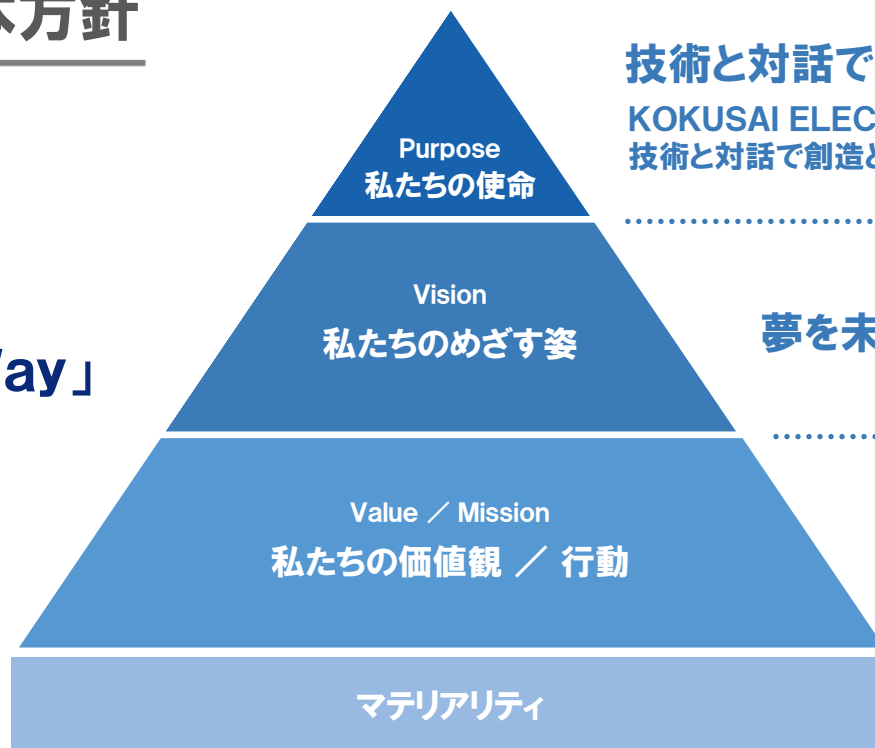 本方針
技術と対話で
KOKUSAI ELEC
技術と対話で創造と
Purpose
私たちの使命
Vision
私たちのめざす姿
夢を未
Way」
Value ／ Mission
私たちの価値観 ／ 行動
マテリアリティ